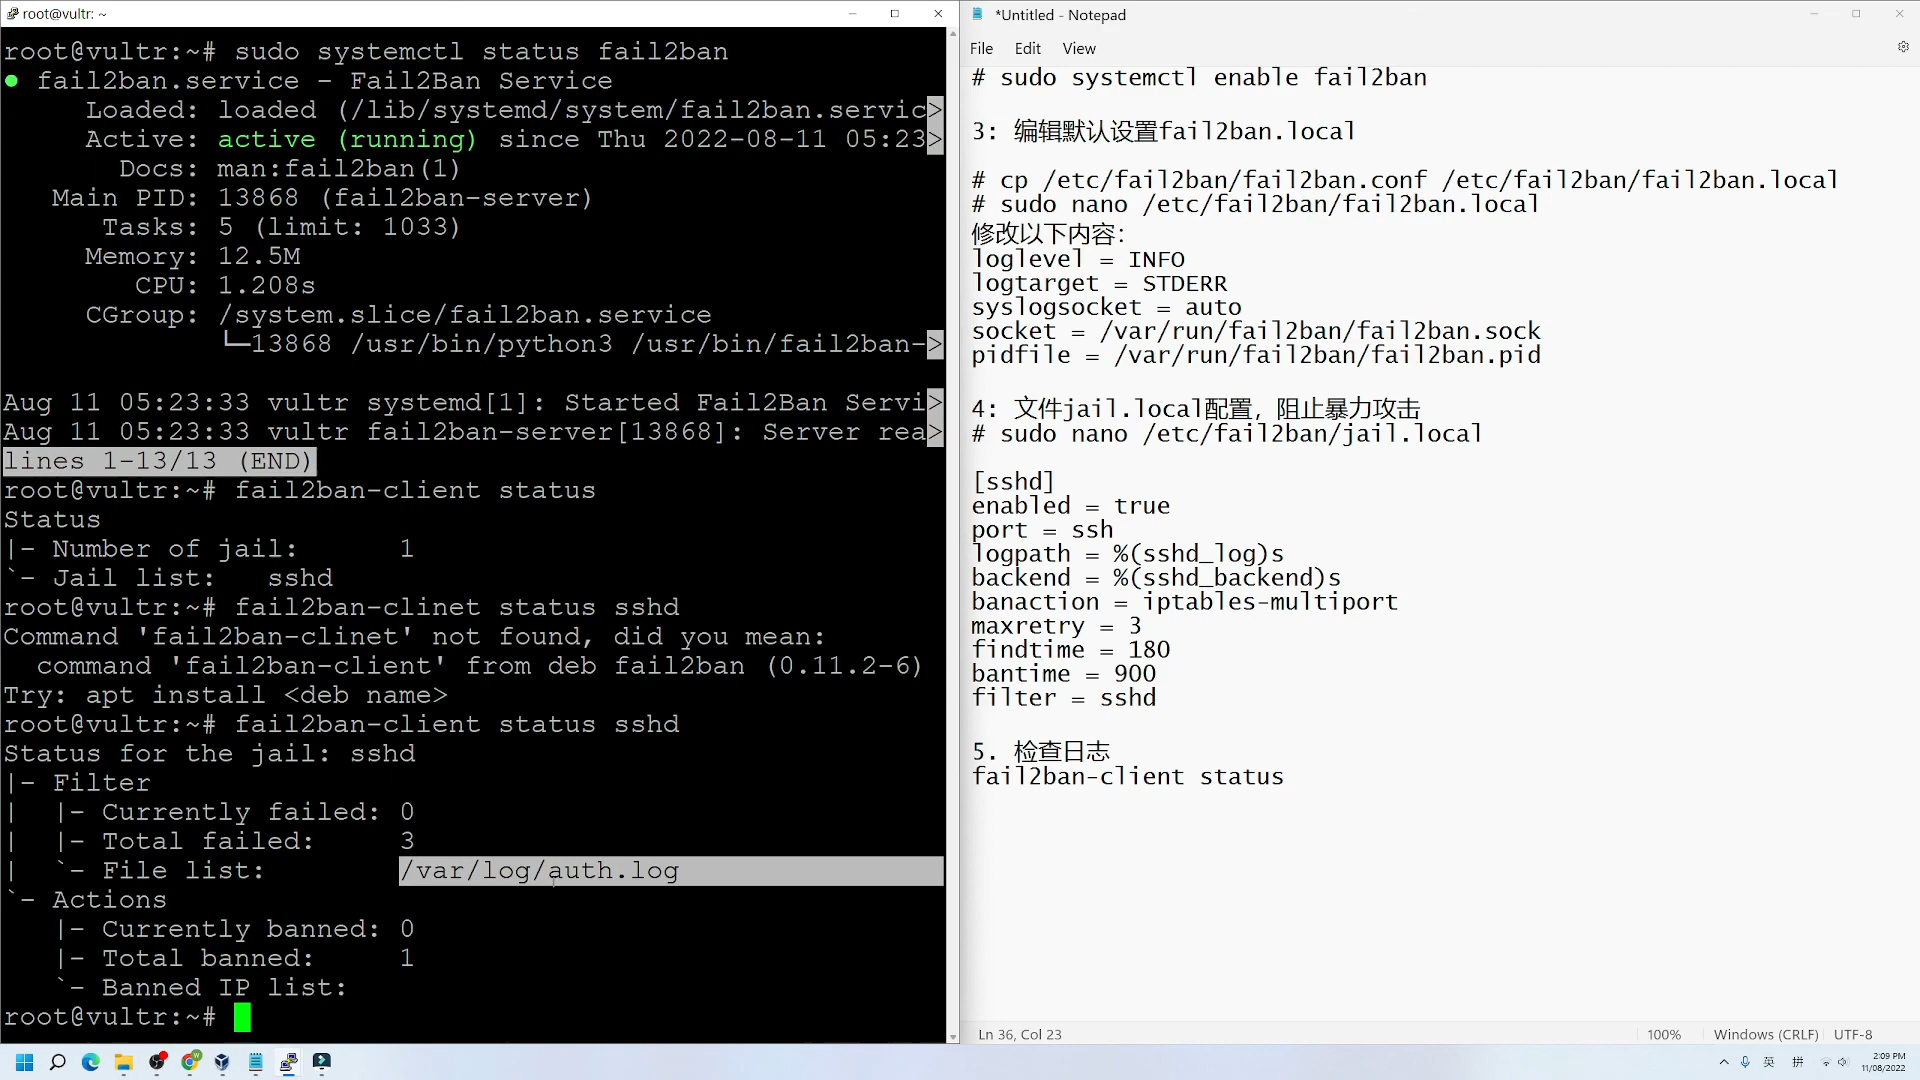 root@vultr: ~
root@vultr:~# sudo systemctl status fail2ban
● fail2ban.service - Fail2Ban Service
Loaded: loaded (/lib/systemd/system/fail2ban.servic>
Active: active (running) since Thu 2022-08-11 05:23>
Docs: man:fail2ban(1)
Main PID: 13868 (fail2ban-server)
Tasks: 5 (limit: 1033)
Memory: 12.5M
CPU: 1.208s
CGroup: /system.slice/fail2ban.service
└─13868 /usr/bin/python3 /usr/bin/fail2ban->
Aug 11 05:23:33 vultr systemd[1]: Started Fail2Ban Servi>
Aug 11 05:23:33 vultr fail2ban-server[13868]: Server rea>
lines 1-13/13 (END)
root@vultr:~# fail2ban-client status
Status
|- Number of jail: 1
`- Jail list: sshd
root@vultr:~# fail2ban-clinet status sshd
Command 'fail2ban-clinet' not found, did you mean:
command 'fail2ban-client' from deb fail2ban (0.11.2-6)
Try: apt install <deb name>
root@vultr:~# fail2ban-client status sshd
Status for the jail: sshd
|- Filter
| |- Currently failed: 0
| |- Total failed: 3
| `- File list: /var/log/auth.log
`- Actions
|- Currently banned: 0
|- Total banned: 1
`- Banned IP list:
root@vultr:~#
*Untitled - Notepad
File Edit View
# sudo systemctl enable fail2ban
3: 编辑默认设置fail2ban.local
# cp /etc/fail2ban/fail2ban.conf /etc/fail2ban/fail2ban.local
# sudo nano /etc/fail2ban/fail2ban.local
修改以下内容:
loglevel = INFO
logtarget = STDERR
syslogsocket = auto
socket = /var/run/fail2ban/fail2ban.sock
pidfile = /var/run/fail2ban/fail2ban.pid
4: 文件jail.local配置, 阻止暴力攻击
# sudo nano /etc/fail2ban/jail.local
[sshd]
enabled = true
port = ssh
logpath = %(sshd_log)s
backend = %(sshd_backend)s
banaction = iptables-multiport
maxretry = 3
findtime = 180
bantime = 900
filter = sshd
5. 检查日志
fail2ban-client status
Ln 36, Col 23
100%
Windows (CRLF)
UTF-8
英
拼
2:09 PM
11/08/2022